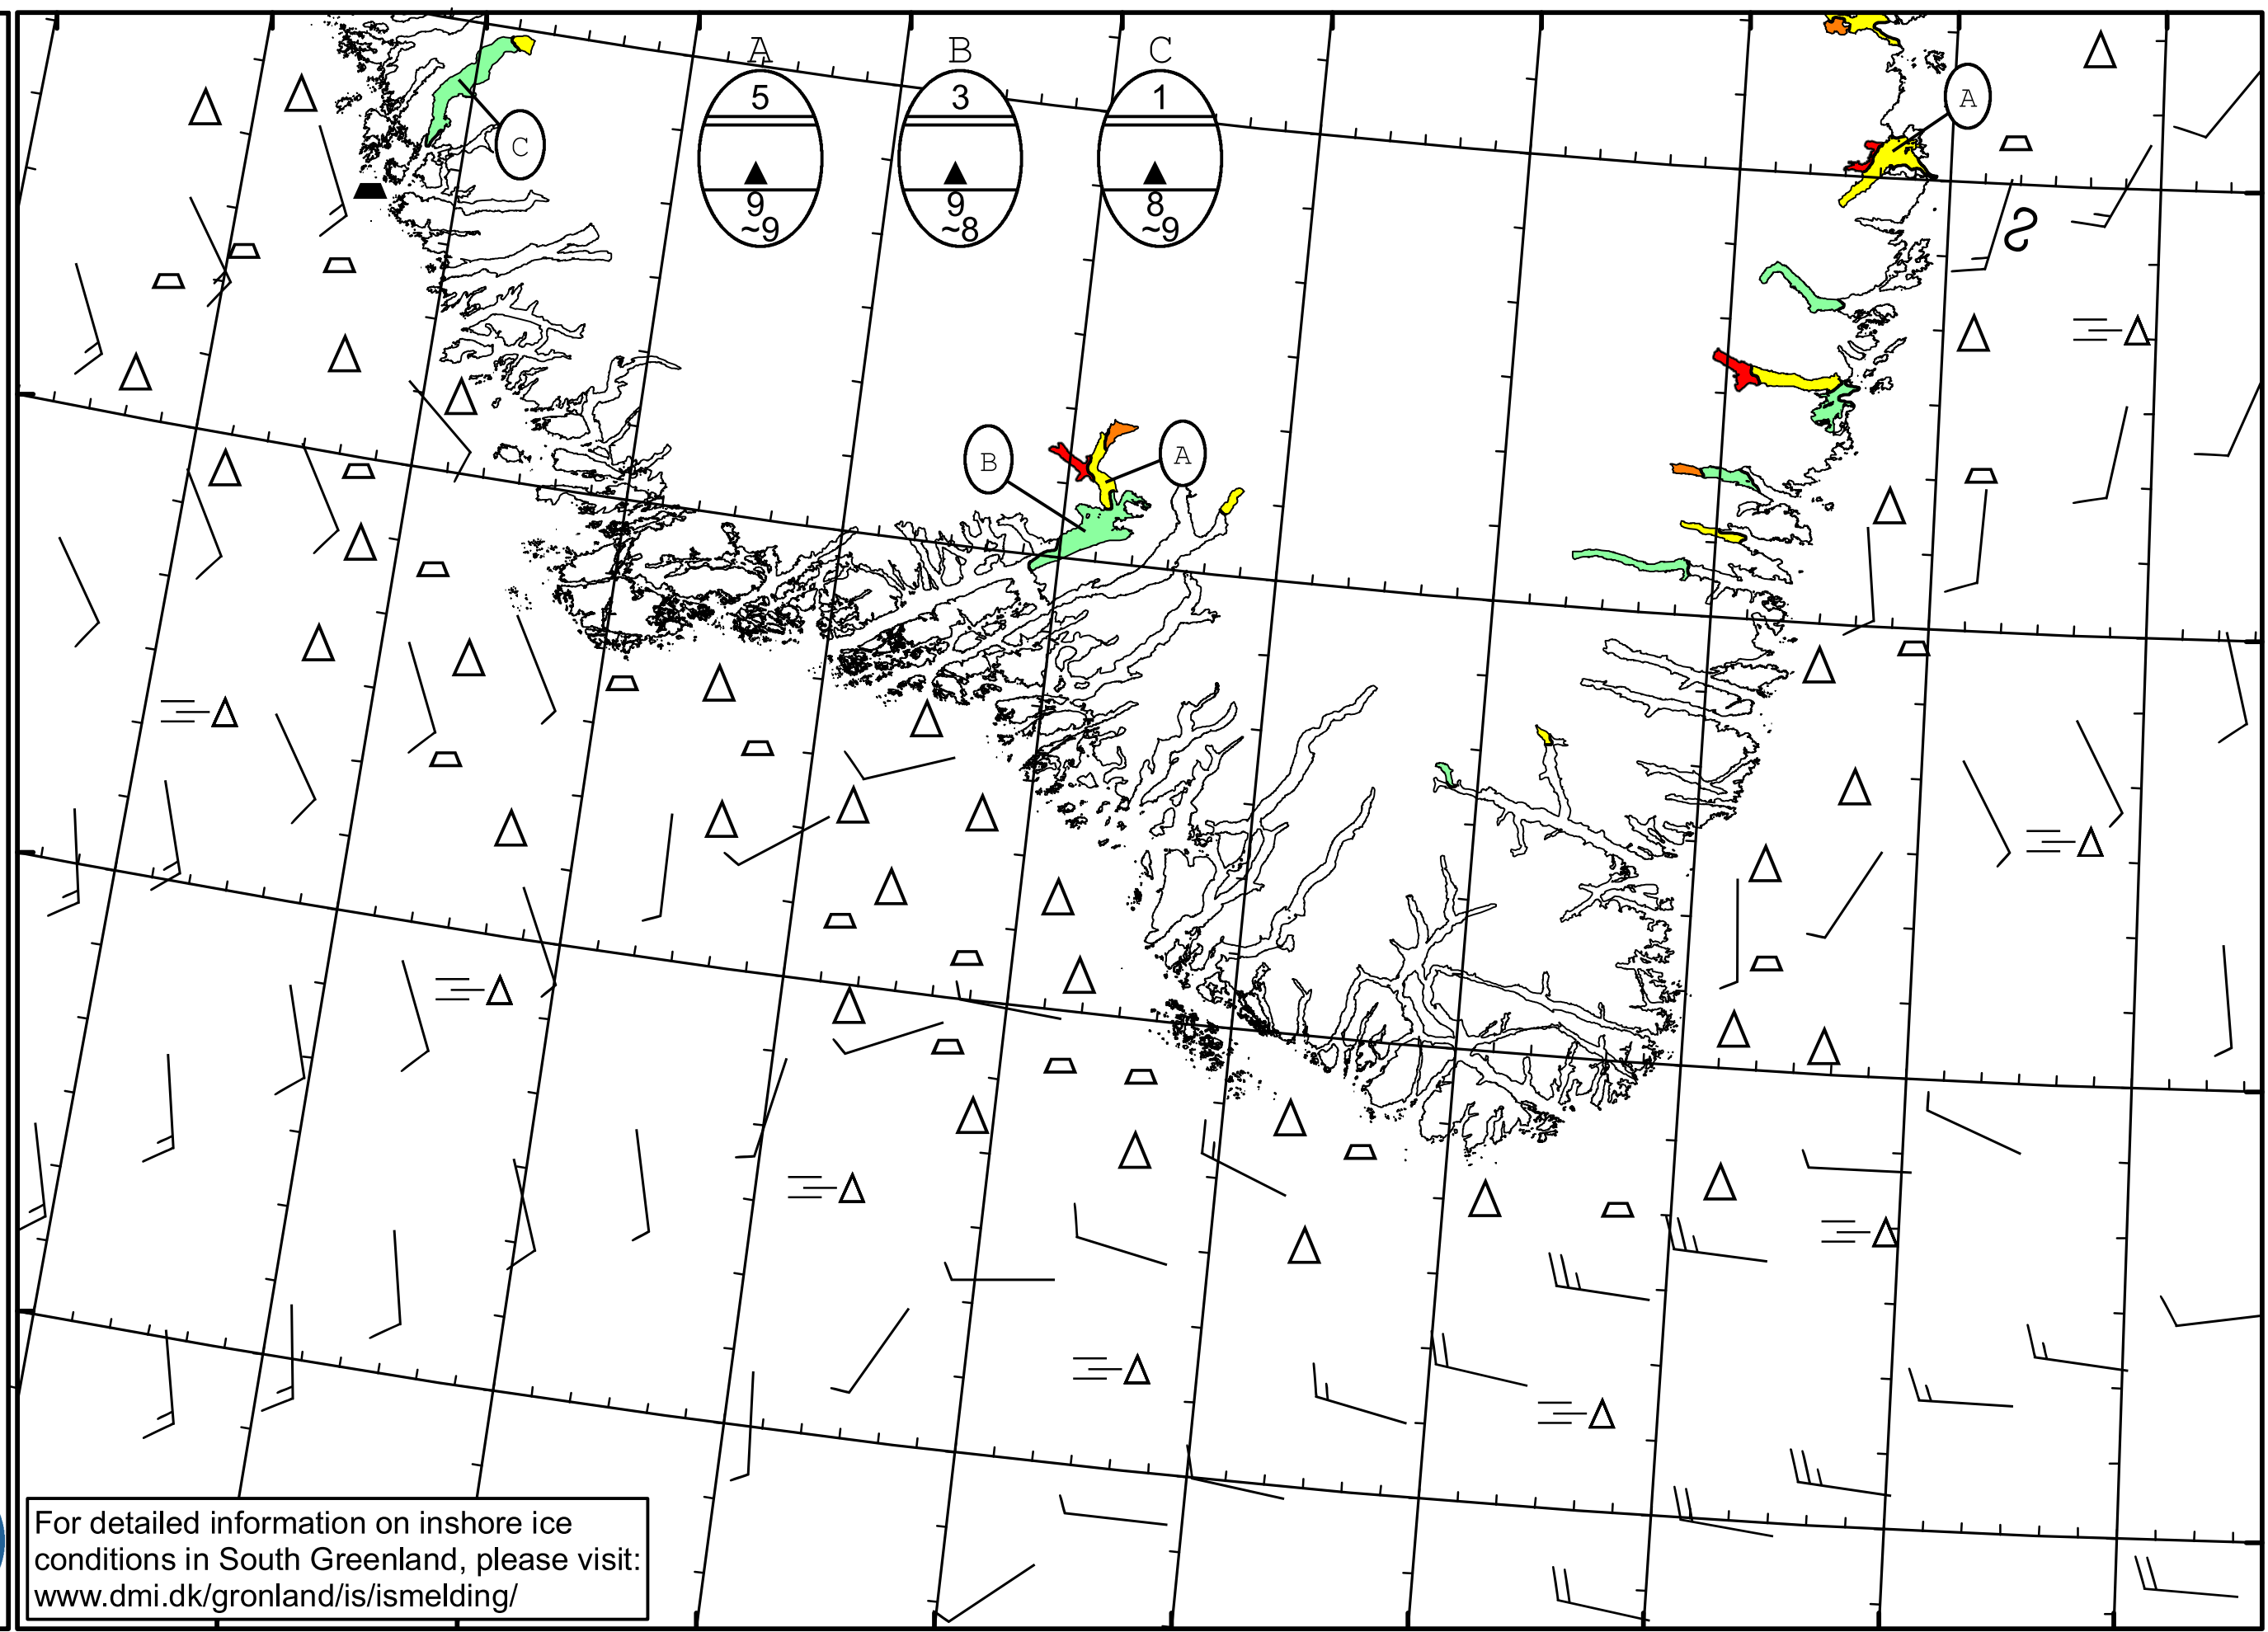 A B C
5 3 1
9 9 8
~9 ~8 ~9
C
A
B
A
For detailed information on inshore ice
conditions in South Greenland, please visit:
www.dmi.dk/gronland/is/ismelding/